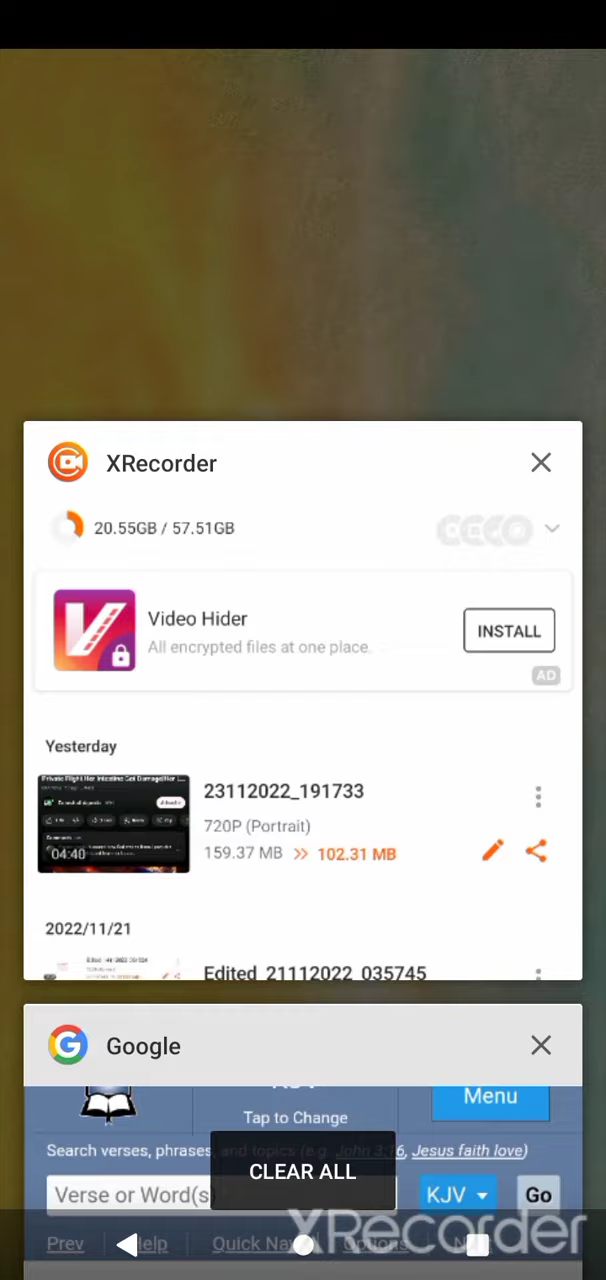 XRecorder
20.55GB / 57.51GB
Video Hider
All encrypted files at one place.
INSTALL
AD
Yesterday
04:40
23112022_191733
720P (Portrait)
159.37 MB >> 102.31 MB
2022/11/21
Edited_21112022_035745
Google
Tap to Change
Menu
Search verses, phrases, and topics (e.g. John 3:16, Jesus faith love)
CLEAR ALL
Verse or Word(s)
KJV
Go
Prev
Help
Quick Nav
Options
XRecorder